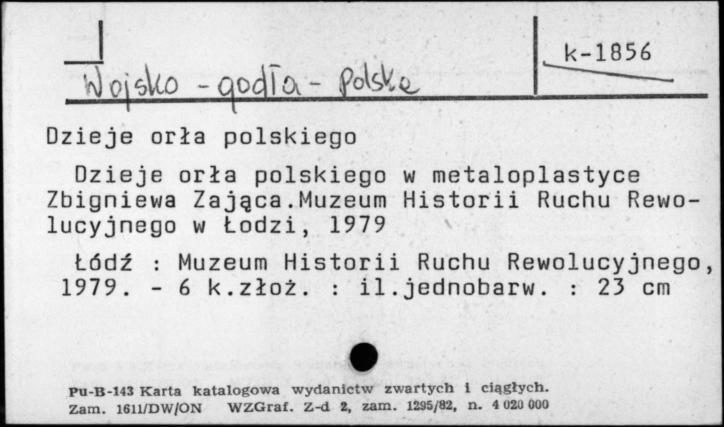 k-1856
Wojsko - godła - Polska
Dzieje orła polskiego
Dzieje orła polskiego w metaloplastyce
Zbigniewa Zająca.Muzeum Historii Ruchu Rewo-
lucyjnego w Łodzi, 1979
Łódź : Muzeum Historii Ruchu Rewolucyjnego,
1979. - 6 k.złoż. : il.jednobarw. : 23 cm
Pu-B-143 Karta katalogowa wydanictw zwartych i ciągłych.
Zam. 1611/DW/ON WZGraf. Z-d 2, zam. 1295/82, n. 4 020 000